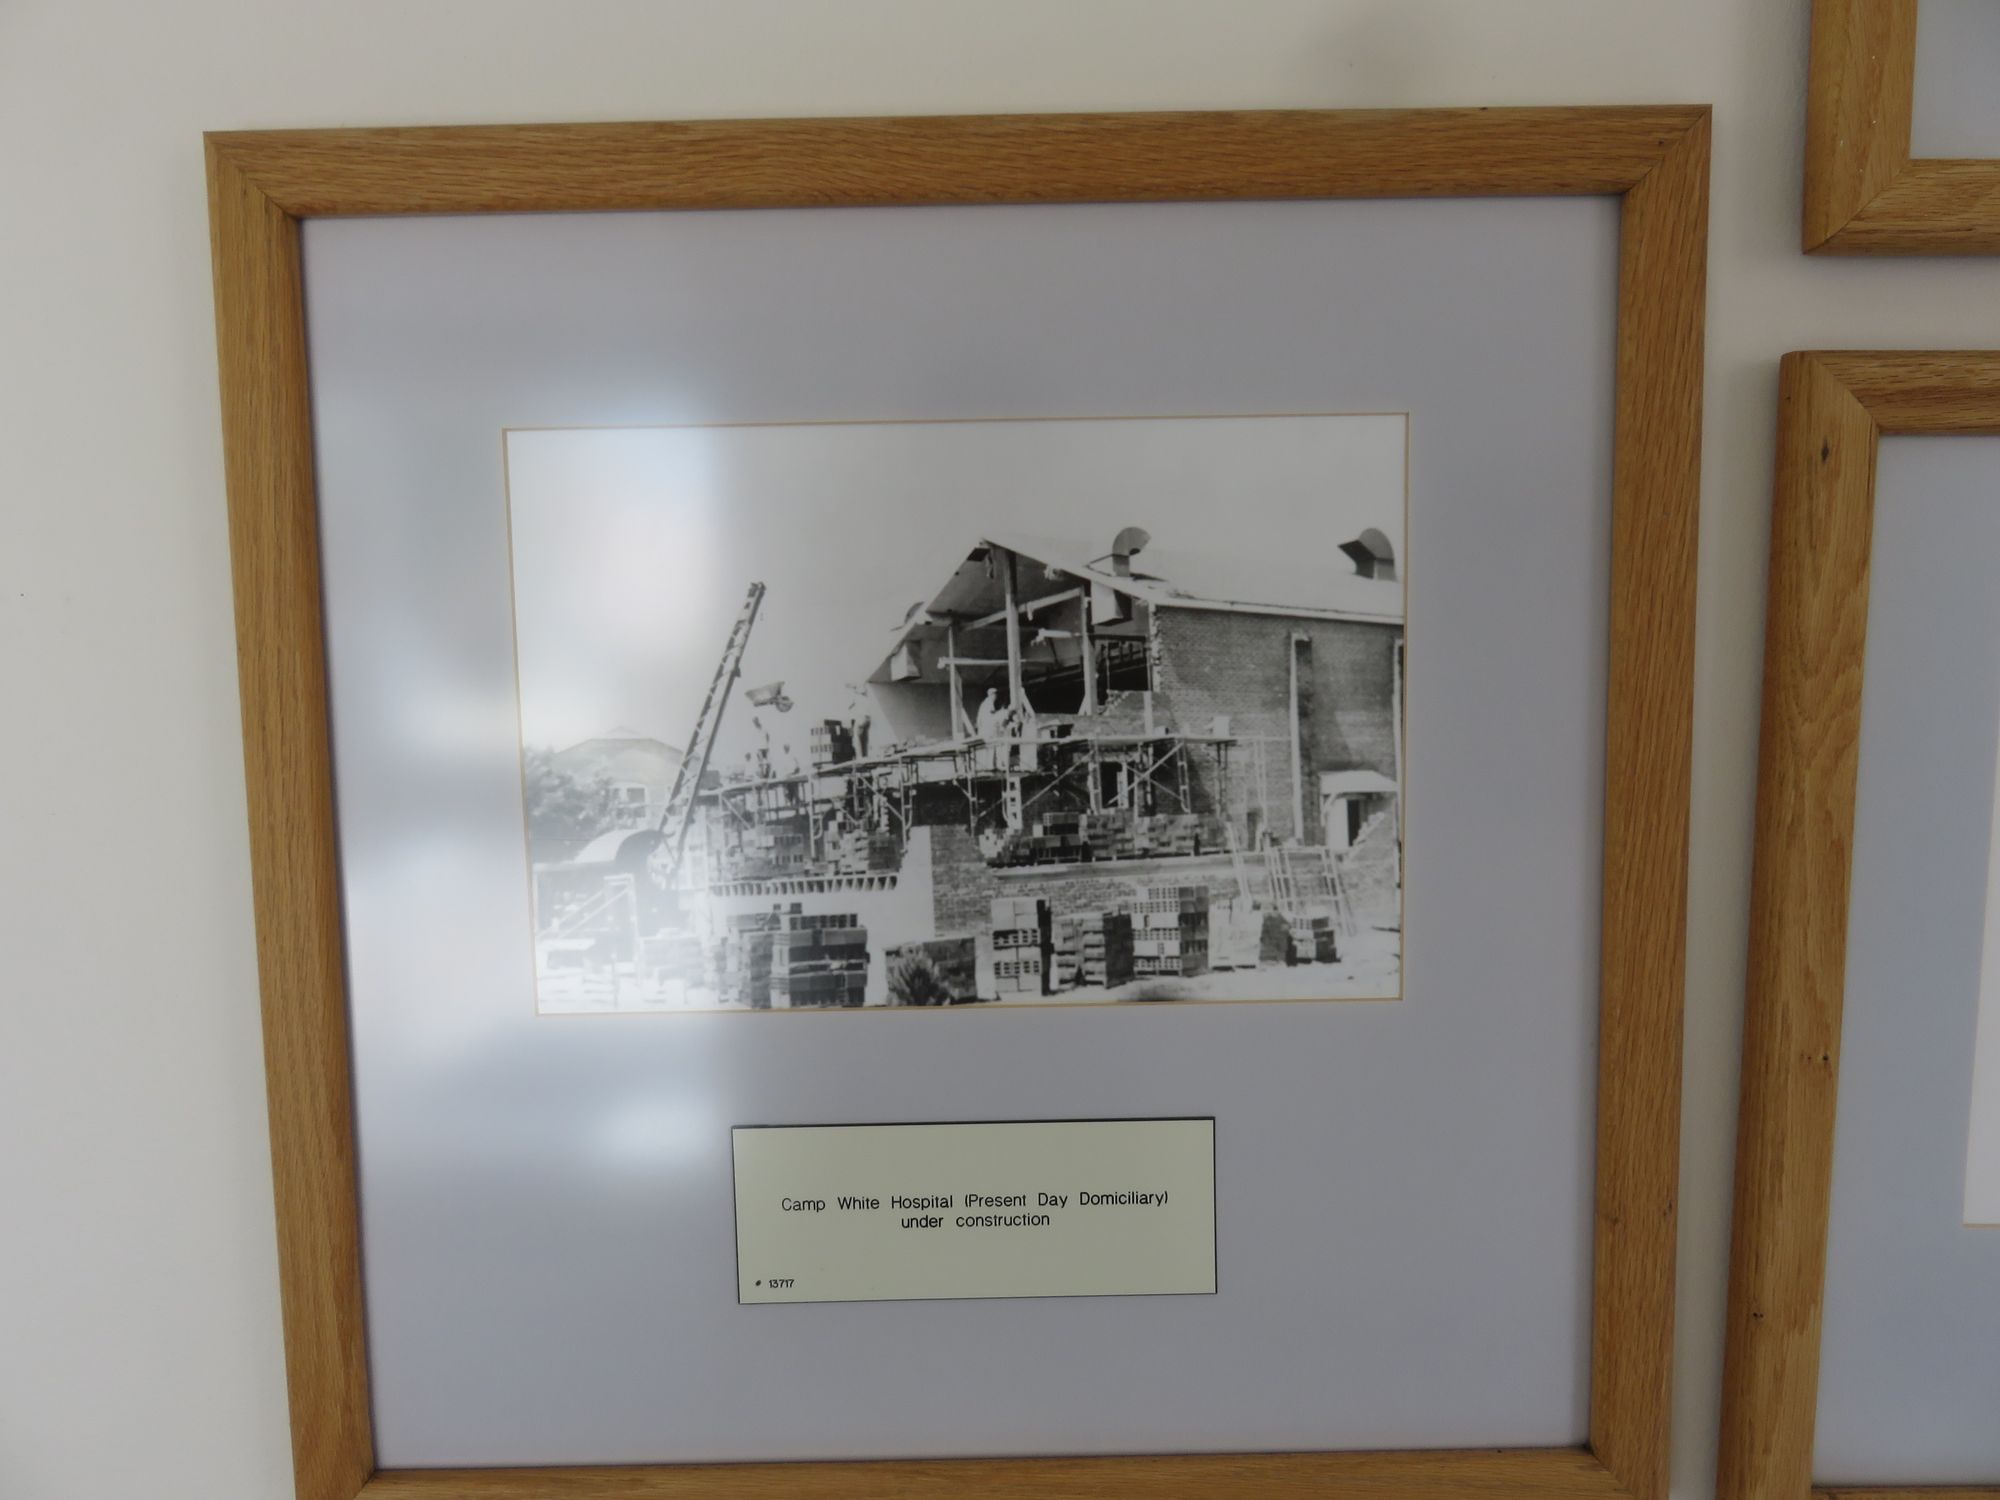 Camp White Hospital (Present Day Domiciliary)
under construction
# 13717